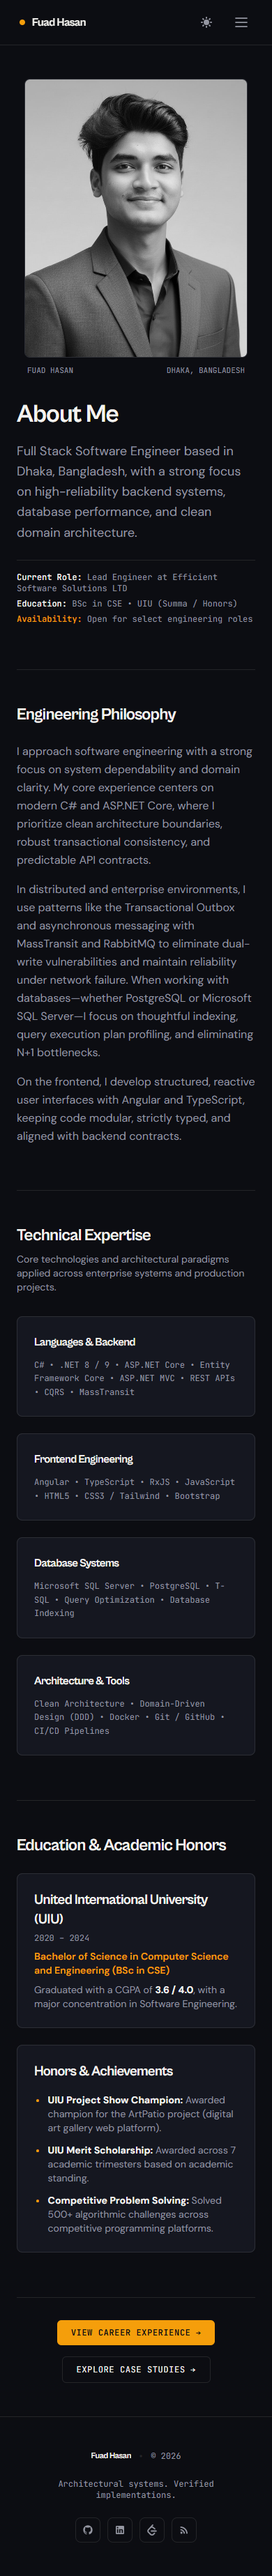 Fuad Hasan
FUAD HASAN
DHAKA, BANGLADESH
About Me
Full Stack Software Engineer based in
Dhaka, Bangladesh, with a strong focus
on high-reliability backend systems,
database performance, and clean
domain architecture.
Current Role: Lead Engineer at Efficient
Software Solutions LTD
Education: BSc in CSE • UIU (Summa / Honors)
Availability: Open for select engineering roles
Engineering Philosophy
I approach software engineering with a strong
focus on system dependability and domain
clarity. My core experience centers on
modern C# and ASP.NET Core, where I
prioritize clean architecture boundaries,
robust transactional consistency, and
predictable API contracts.
In distributed and enterprise environments, I
use patterns like the Transactional Outbox
and asynchronous messaging with
MassTransit and RabbitMQ to eliminate dual-
write vulnerabilities and maintain reliability
under network failure. When working with
databases—whether PostgreSQL or Microsoft
SQL Server—I focus on thoughtful indexing,
query execution plan profiling, and eliminating
N+1 bottlenecks.
On the frontend, I develop structured, reactive
user interfaces with Angular and TypeScript,
keeping code modular, strictly typed, and
aligned with backend contracts.
Technical Expertise
Core technologies and architectural paradigms
applied across enterprise systems and production
projects.
Languages & Backend
C# • .NET 8 / 9 • ASP.NET Core • Entity
Framework Core • ASP.NET MVC • REST APIs
• CQRS • MassTransit
Frontend Engineering
Angular • TypeScript • RxJS • JavaScript
• HTML5 • CSS3 / Tailwind • Bootstrap
Database Systems
Microsoft SQL Server • PostgreSQL • T-
SQL • Query Optimization • Database
Indexing
Architecture & Tools
Clean Architecture • Domain-Driven
Design (DDD) • Docker • Git / GitHub •
CI/CD Pipelines
Education & Academic Honors
United International University
(UIU)
2020 – 2024
Bachelor of Science in Computer Science
and Engineering (BSc in CSE)
Graduated with a CGPA of 3.6 / 4.0, with a
major concentration in Software Engineering.
Honors & Achievements
• UIU Project Show Champion: Awarded
champion for the ArtPatio project (digital
art gallery web platform).
• UIU Merit Scholarship: Awarded across 7
academic trimesters based on academic
standing.
• Competitive Problem Solving: Solved
500+ algorithmic challenges across
competitive programming platforms.
VIEW CAREER EXPERIENCE →
EXPLORE CASE STUDIES →
Fuad Hasan · © 2026
Architectural systems. Verified
implementations.